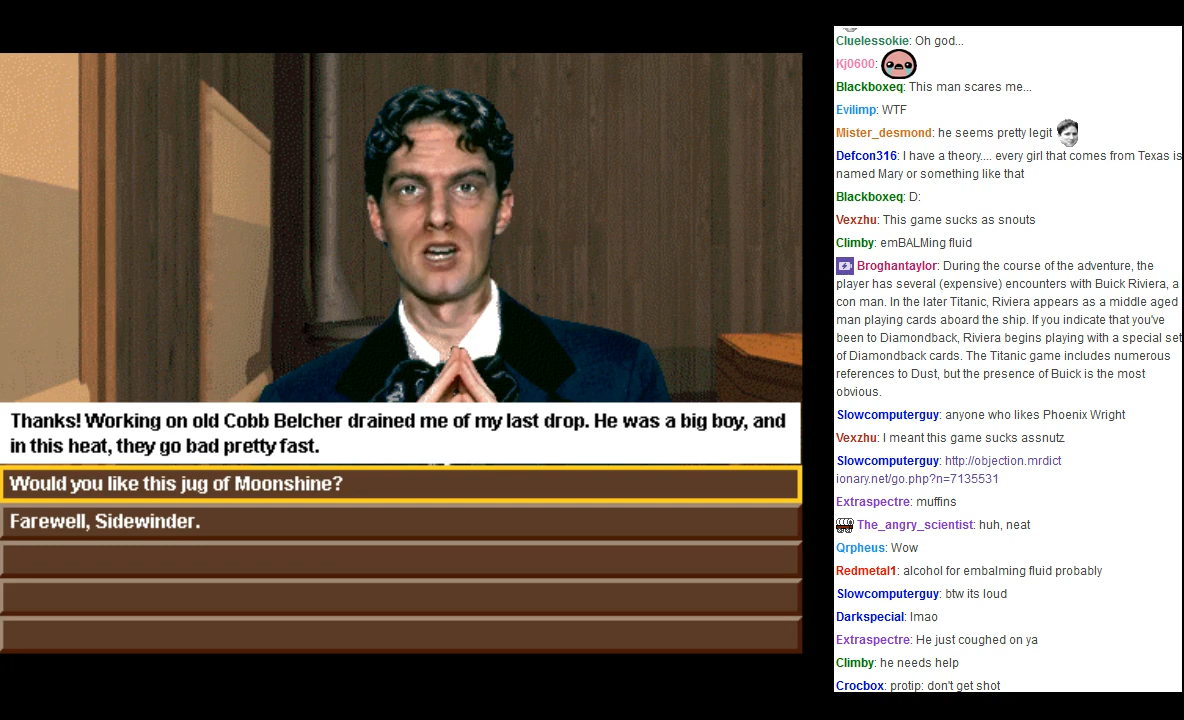 Thanks! Working on old Cobb Belcher drained me of my last drop. He was a big boy, and
in this heat, they go bad pretty fast.
Would you like this jug of Moonshine?
Farewell, Sidewinder.
Cluelessokie: Oh god...
Kj0600:
Blackboxeq: This man scares me...
Evilimp: WTF
Mister_desmond: he seems pretty legit
Defcon316: I have a theory.... every girl that comes from Texas is
named Mary or something like that
Blackboxeq: D:
Vexzhu: This game sucks as snouts
Climby: emBALMing fluid
Broghantaylor: During the course of the adventure, the
player has several (expensive) encounters with Buick Riviera, a
con man. In the later Titanic, Riviera appears as a middle aged
man playing cards aboard the ship. If you indicate that you've
been to Diamondback, Riviera begins playing with a special set
of Diamondback cards. The Titanic game includes numerous
references to Dust, but the presence of Buick is the most
obvious.
Slowcomputerguy: anyone who likes Phoenix Wright
Vexzhu: I meant this game sucks assnutz
Slowcomputerguy: http://objection.mrdict
ionary.net/go.php?n=7135531
Extraspectre: muffins
The_angry_scientist: huh, neat
Qrpheus: Wow
Redmetal1: alcohol for embalming fluid probably
Slowcomputerguy: btw its loud
Darkspecial: lmao
Extraspectre: He just coughed on ya
Climby: he needs help
Crocbox: protip: don't get shot